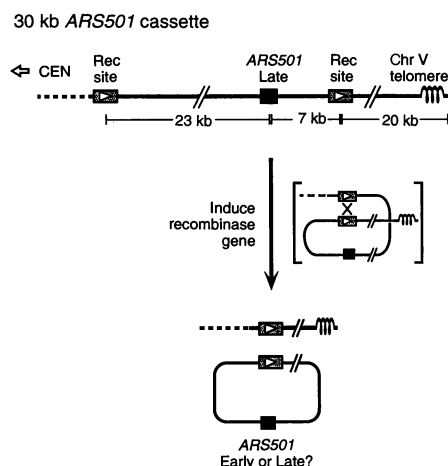 30 kb ARS501 cassette
CEN
Rec site
ARS501 Late
Rec site
Chr V telomere
23 kb
7 kb
20 kb
Induce recombinase gene
ARS501
Early or Late?